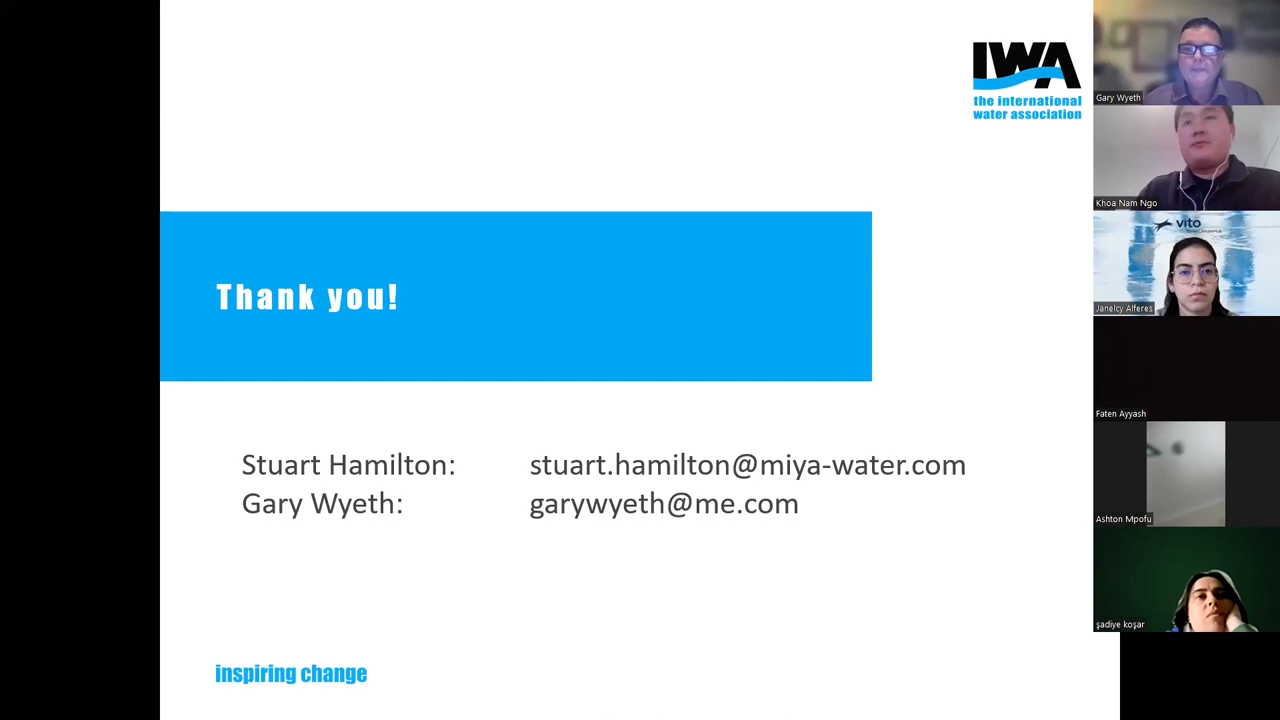 IWA
the international
water association
Thank you!
Stuart Hamilton: stuart.hamilton@miya-water.com
Gary Wyeth: garywyeth@me.com
inspiring change
Gary Wyeth
Khoa Nam Ngo
vito
Janelcy Alferes
Faten Ayyash
Ashton Mpofu
şadiye koşar